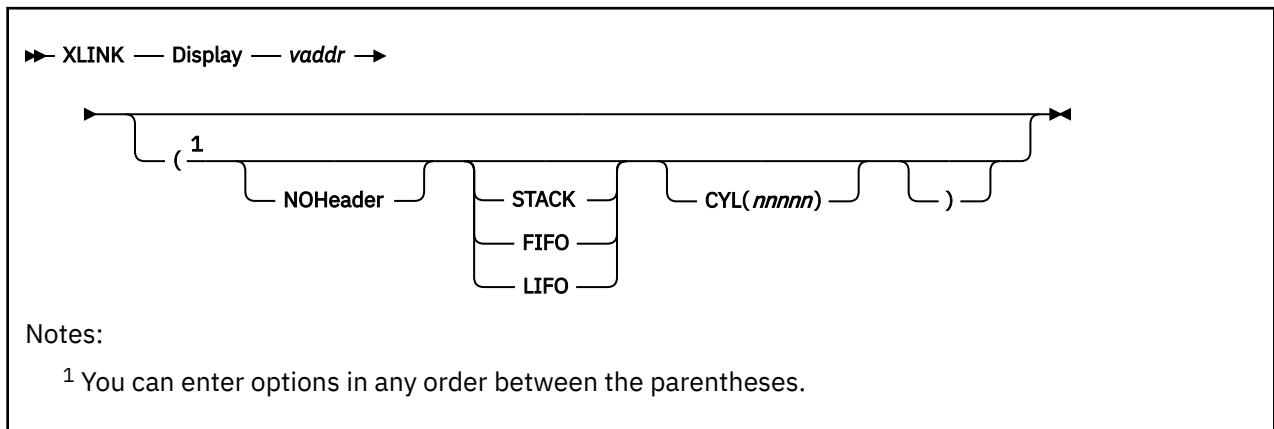 XLINK Display vaddr
( 1
NOHeader STACK CYL(nnnnn) )
FIFO
LIFO
Notes:
1 You can enter options in any order between the parentheses.